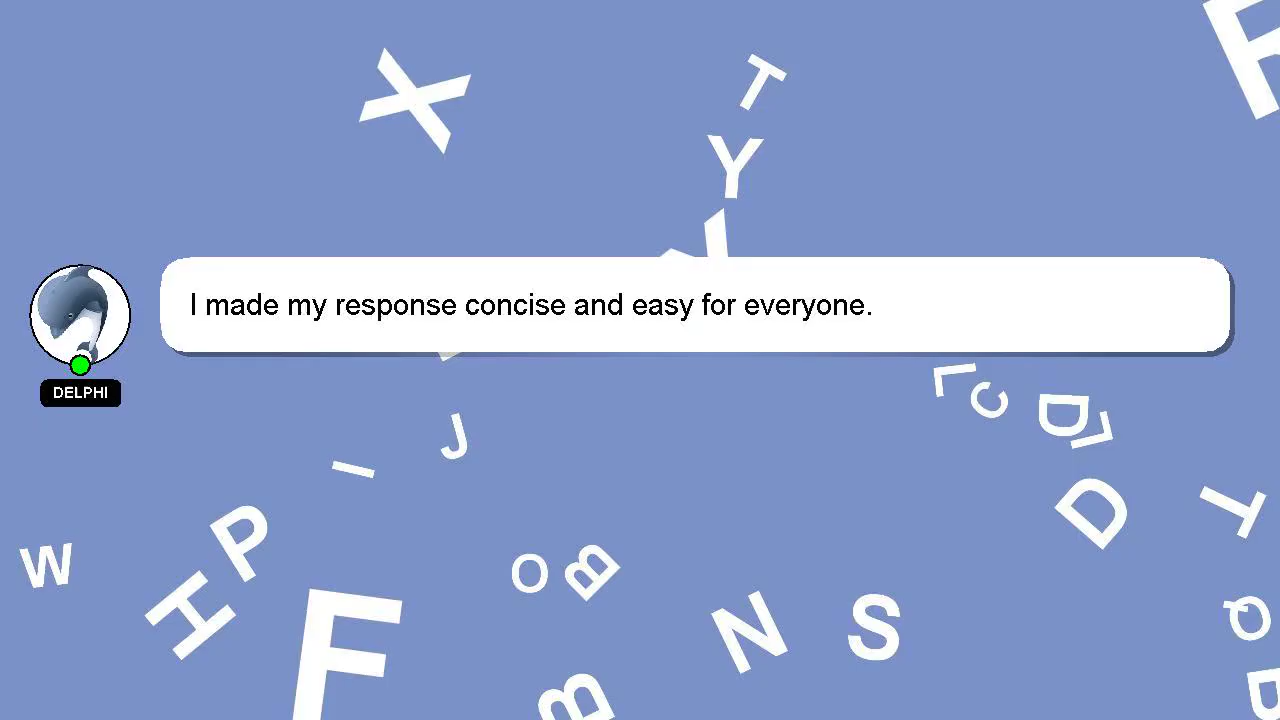 X
T
Y
F
I made my response concise and easy for everyone.
DELPHI
L
C
D
L
J
I
D
T
P
W
H
O
B
F
N
S
Q
B
B